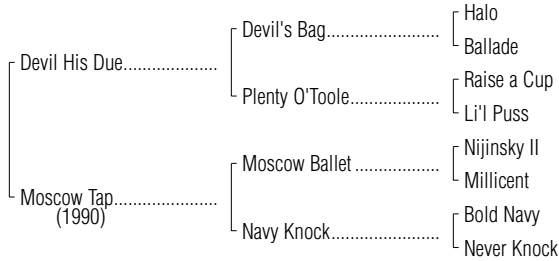 Halo
Devil's Bag........................
Ballade
Devil His Due....................
Raise a Cup
Plenty O'Toole...................
Li'l Puss
Nijinsky II
Moscow Ballet ..................
Millicent
Moscow Tap......................
(1990)
Bold Navy
Navy Knock.......................
Never Knock